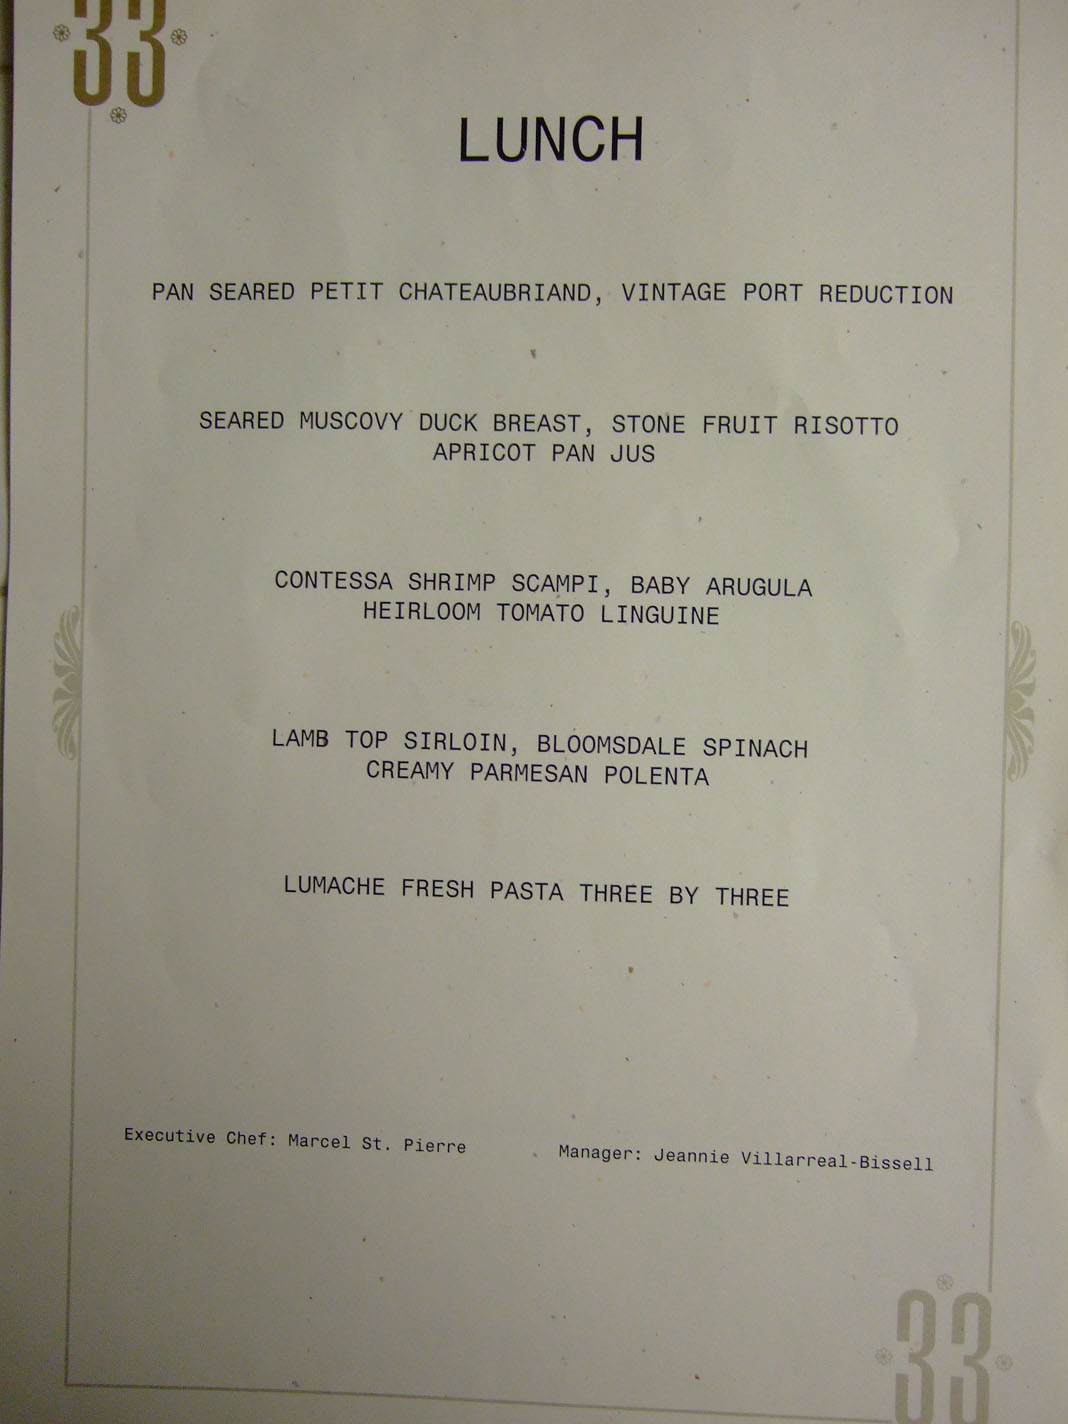 33
LUNCH
PAN SEARED PETIT CHATEAUBRIAND, VINTAGE PORT REDUCTION
SEARED MUSCOVY DUCK BREAST, STONE FRUIT RISOTTO
APRICOT PAN JUS
CONTESSA SHRIMP SCAMPI, BABY ARUGULA
HEIRLOOM TOMATO LINGUINE
LAMB TOP SIRLOIN, BLOOMSDALE SPINACH
CREAMY PARMESAN POLENTA
LUMACHE FRESH PASTA THREE BY THREE
Executive Chef: Marcel St. Pierre
Manager: Jeannie Villarreal-Bissell
33